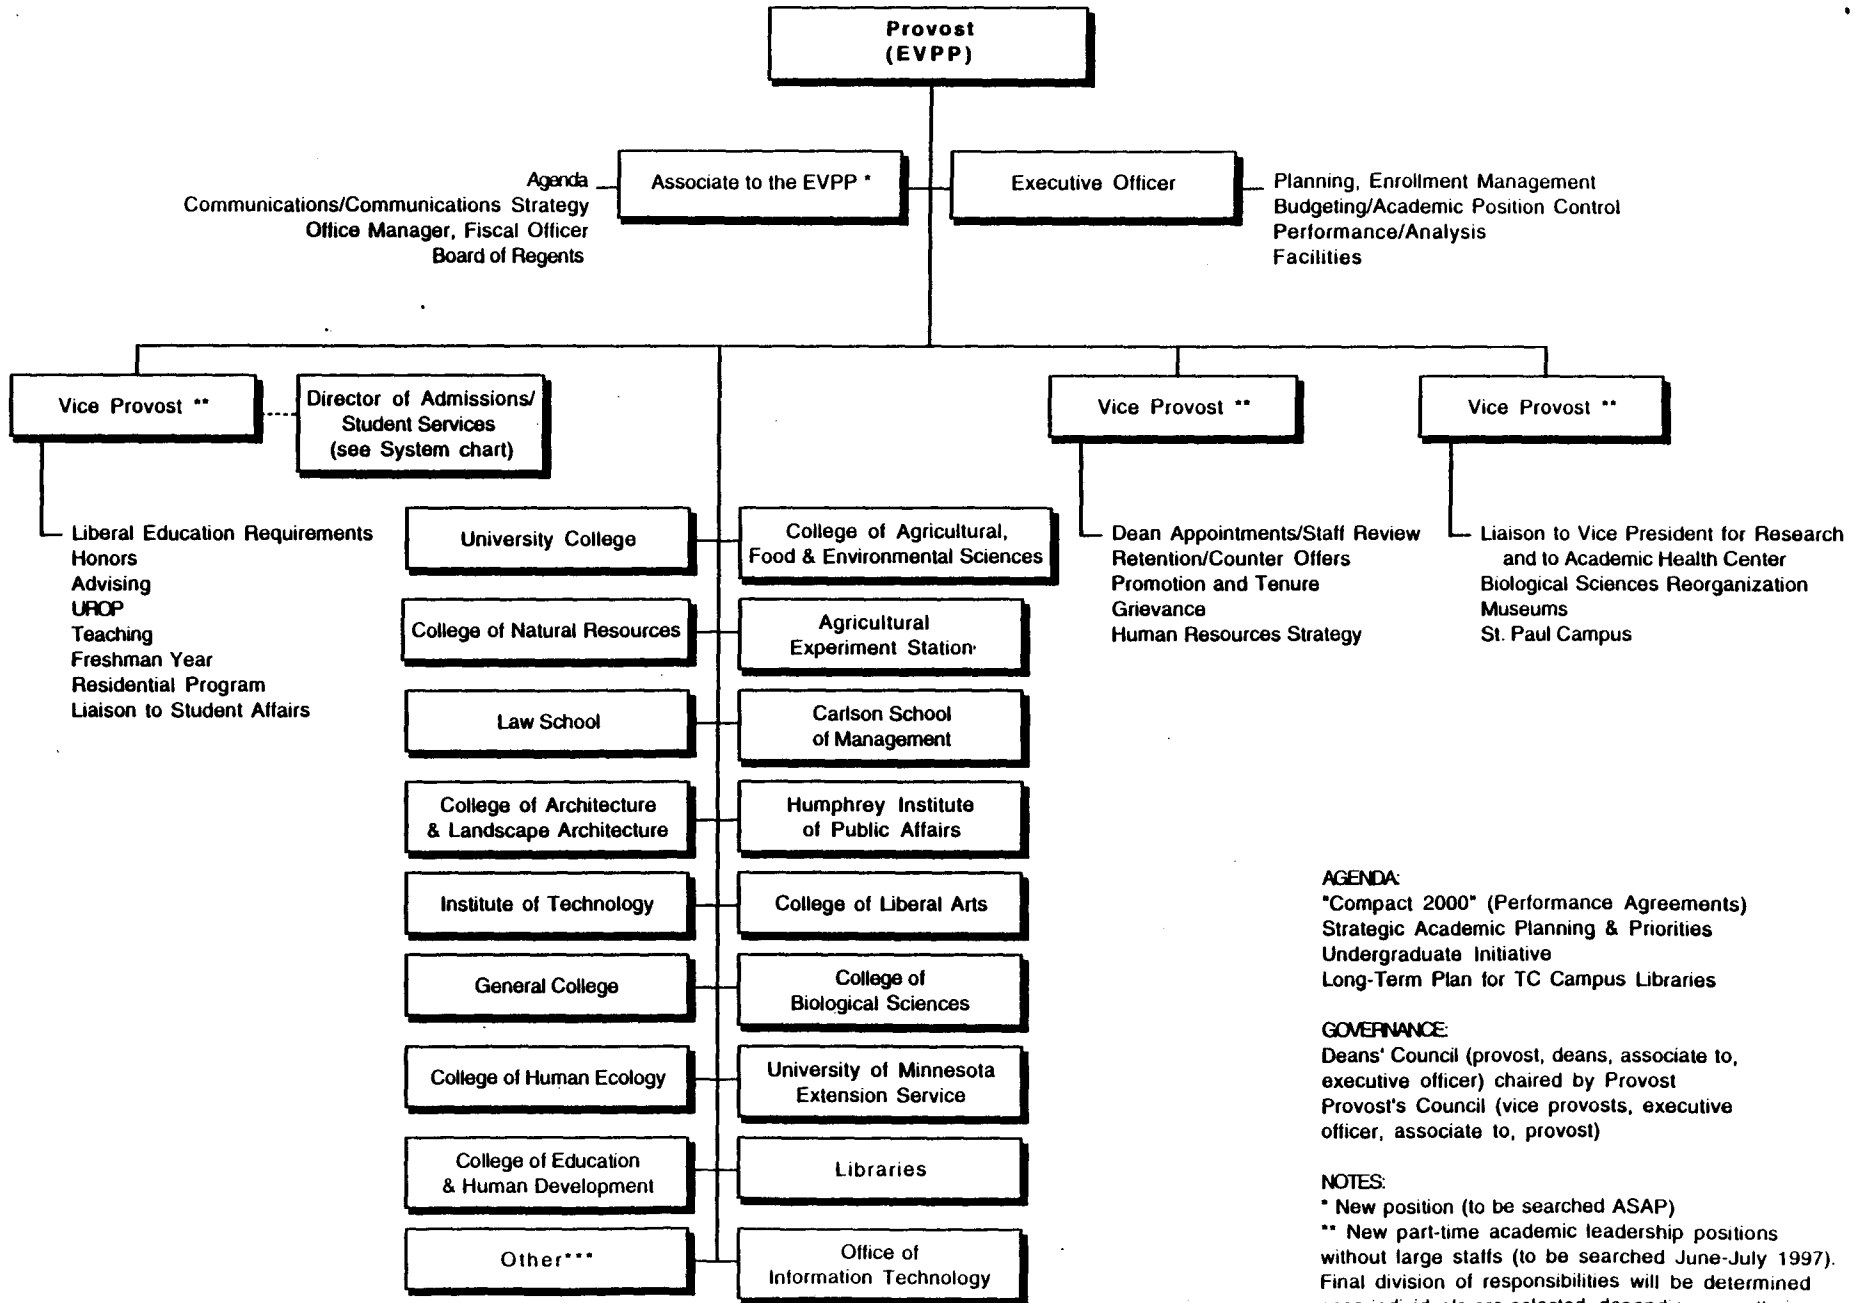 Provost
(EVPP)
Associate to the EVPP *
Executive Officer
Agenda
Communications/Communications Strategy
Office Manager, Fiscal Officer
Board of Regents
Planning, Enrollment Management
Budgeting/Academic Position Control
Performance/Analysis
Facilities
Vice Provost **
Director of Admissions/
Student Services
(see System chart)
Vice Provost **
Vice Provost **
Liberal Education Requirements
Honors
Advising
UROP
Teaching
Freshman Year
Residential Program
Liaison to Student Affairs
University College
College of Agricultural,
Food & Environmental Sciences
College of Natural Resources
Agricultural
Experiment Station
Law School
Carlson School
of Management
College of Architecture
& Landscape Architecture
Humphrey Institute
of Public Affairs
Institute of Technology
College of Liberal Arts
General College
College of
Biological Sciences
College of Human Ecology
University of Minnesota
Extension Service
College of Education
& Human Development
Libraries
Other***
Office of
Information Technology
Dean Appointments/Staff Review
Retention/Counter Offers
Promotion and Tenure
Grievance
Human Resources Strategy
Liaison to Vice President for Research
and to Academic Health Center
Biological Sciences Reorganization
Museums
St. Paul Campus
AGENDA:
"Compact 2000" (Performance Agreements)
Strategic Academic Planning & Priorities
Undergraduate Initiative
Long-Term Plan for TC Campus Libraries
GOVERNANCE:
Deans' Council (provost, deans, associate to,
executive officer) chaired by Provost
Provost's Council (vice provosts, executive
officer, associate to, provost)
NOTES:
* New position (to be searched ASAP)
** New part-time academic leadership positions
without large staffs (to be searched June-July 1997).
Final division of responsibilities will be determined